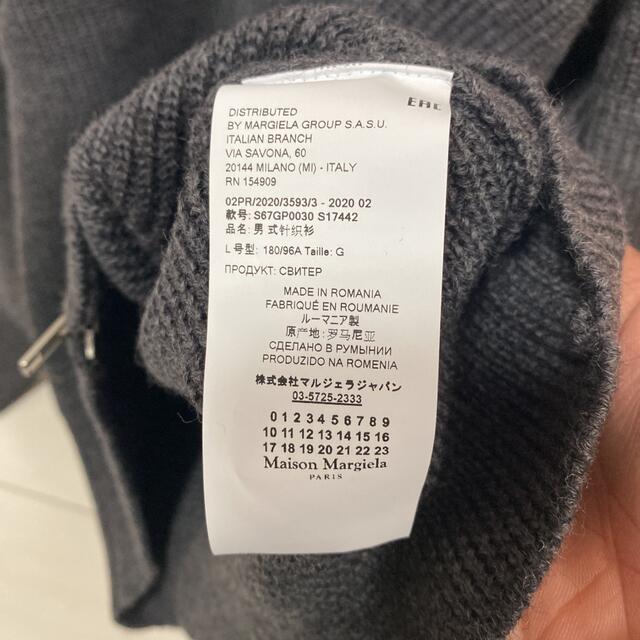 EAC
DISTRIBUTED
BY MARGIELA GROUP S.A.S.U.
ITALIAN BRANCH
VIA SAVONA, 60
20144 MILANO (MI) - ITALY
RN 154909
02PR/2020/3593/3 - 2020 02
款号: S67GP0030 S17442
品名: 男式针织衫
L 号型: 180/96A Taille: G
ПРОДУКТ: СВИТЕР
MADE IN ROMANIA
FABRIQUÉ EN ROUMANIE
ルーマニア製
原产地: 罗马尼亚
СДЕЛАНО В РУМЫНИИ
PRODUZIDO NA ROMENIA
株式会社マルジェラジャパン
03-5725-2333
0 1 2 3 4 5 6 7 8 9
10 11 12 13 14 15 16
17 18 19 20 21 22 23
Maison Margiela
PARIS